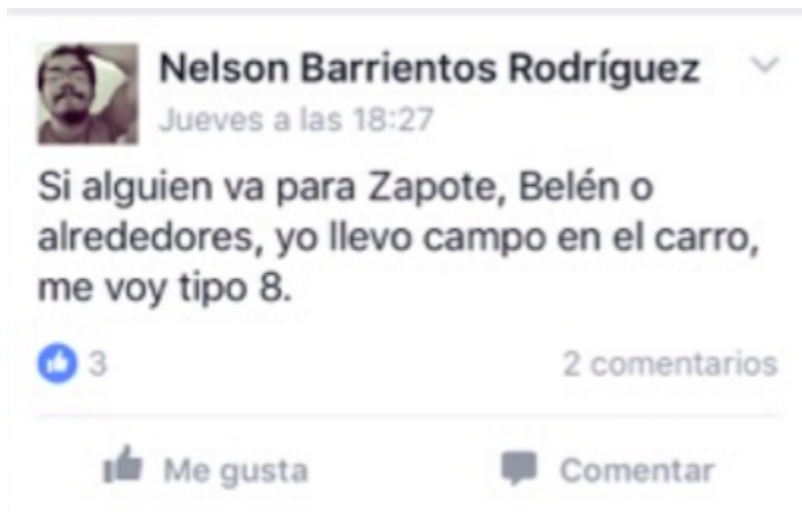 Nelson Barrientos Rodríguez
Jueves a las 18:27
Si alguien va para Zapote, Belén o
alrededores, yo llevo campo en el carro,
me voy tipo 8.
3
2 comentarios
Me gusta
Comentar